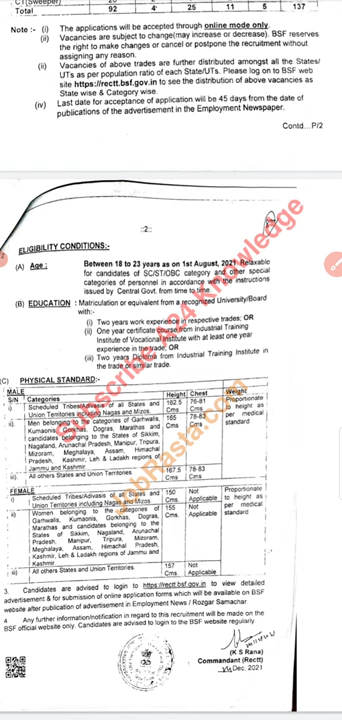 CT(Sweeper)
Total 92 4 25 11 5 137
Note :- (i) The applications will be accepted through online mode only.
(ii) Vacancies are subject to change(may increase or decrease). BSF reserves
the right to make changes or cancel or postpone the recruitment without
assigning any reason.
(ii) Vacancies of above trades are further distributed amongst all the States/
UTs as per population ratio of each State/UTs. Please log on to BSF web
site https://rectt.bsf.gov.in to see the distribution of above vacancies as
State wise & Category wise.
(iv) Last date for acceptance of application will be 45 days from the date of
publications of the advertisement in the Employment Newspaper.
Contd...P/2
::2::
ELIGIBILITY CONDITIONS:-
(A) Age : Between 18 to 23 years as on 1st August, 2021. Relaxable
for candidates of SC/ST/OBC category and other special
categories of personnel in accordance with the instructions
issued by Central Govt. from time to time.
(B) EDUCATION : Matriculation or equivalent from a recognized University/Board
with:-
(i) Two years work experience in respective trades; OR
(ii) One year certificate course from Industrial Training
Institute of Vocational Institute with at least one year
experience in the trade; OR
(iii) Two years Diploma from Industrial Training Institute in
the trade or similar trade.
(C) PHYSICAL STANDARD:-
MALE
S/N Categories Height Chest Weight
i) Scheduled Tribes/Adivasis of all States and
Union Territories including Nagas and Mizos. 162.5 Cms 76-81 Cms Proportionate to height as per medical standard
ii) Men belonging to the categories of Garhwalis,
Kumaonis, Gorkhas, Dogras, Marathas and
candidates belonging to the States of Sikkim,
Nagaland, Arunachal Pradesh, Manipur, Tripura,
Mizoram, Meghalaya, Assam, Himachal
Pradesh, Kashmir, Leh & Ladakh regions of
Jammu and Kashmir 165 Cms 78-83 Cms
iii) All others States and Union Territories 167.5 Cms 78-83 Cms
FEMALE
i) Scheduled Tribes/Adivasis of all States and
Union Territories including Nagas and Mizos 150 Cms Not Applicable Proportionate to height as per medical standard
ii) Women belonging to the categories of
Garhwalis, Kumaonis, Gorkhas, Dogras,
Marathas and candidates belonging to the
States of Sikkim, Nagaland, Arunachal
Pradesh, Manipur, Tripura, Mizoram,
Meghalaya, Assam, Himachal Pradesh,
Kashmir, Leh & Ladakh regions of Jammu and
Kashmir 155 Cms. Not Applicable
iii) All others States and Union Territories 157 Cms Not Applicable
3. Candidates are advised to login to https://rectt.bsf.gov.in to view detailed
advertisement & for submission of online application forms which will be available on BSF
website after publication of advertisement in Employment News / Rozgar Samachar.
4 Any further information/notification in regard to this recruitment will be made on the
BSF official website only. Candidates are advised to login to the BSF website regularly.
(K S Rana)
Commandant (Rectt)
Dec, 2021
Subscribe A2Z Knowledge
JobRasta.com